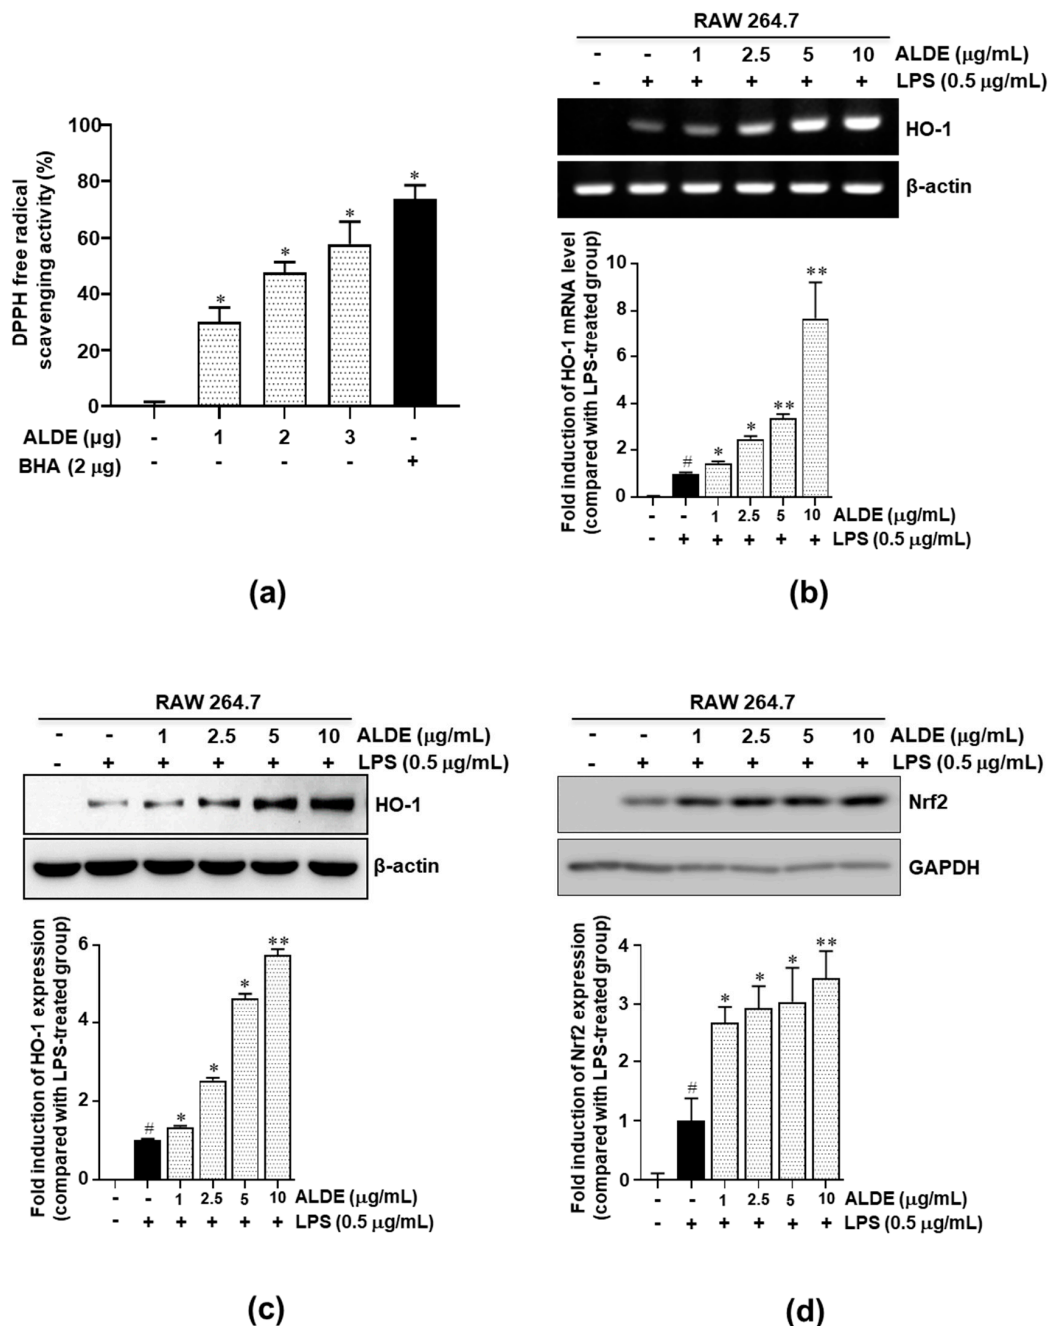 DPPH free radical
scavenging activity (%)
100
80
60
40
20
0
* * * *
ALDE (μg) - 1 2 3 -
BHA (2 μg) - - - - +
(a)
RAW 264.7
- - 1 2.5 5 10 ALDE (μg/mL)
- + + + + + LPS (0.5 μg/mL)
HO-1
β-actin
Fold induction of HO-1 mRNA level
(compared with LPS-treated group)
10
8
6
4
2
0
# * * ** **
- - 1 2.5 5 10 ALDE (μg/mL)
- + + + + + LPS (0.5 μg/mL)
(b)
RAW 264.7
- - 1 2.5 5 10 ALDE (μg/mL)
- + + + + + LPS (0.5 μg/mL)
HO-1
β-actin
Fold induction of HO-1 expression
(compared with LPS-treated group)
6
4
2
0
# * * * **
- - 1 2.5 5 10 ALDE (μg/mL)
- + + + + + LPS (0.5 μg/mL)
(c)
RAW 264.7
- - 1 2.5 5 10 ALDE (μg/mL)
- + + + + + LPS (0.5 μg/mL)
Nrf2
GAPDH
Fold induction of Nrf2 expression
(compared with LPS-treated group)
4
3
2
1
0
# * * * **
- - 1 2.5 5 10 ALDE (μg/mL)
- + + + + + LPS (0.5 μg/mL)
(d)